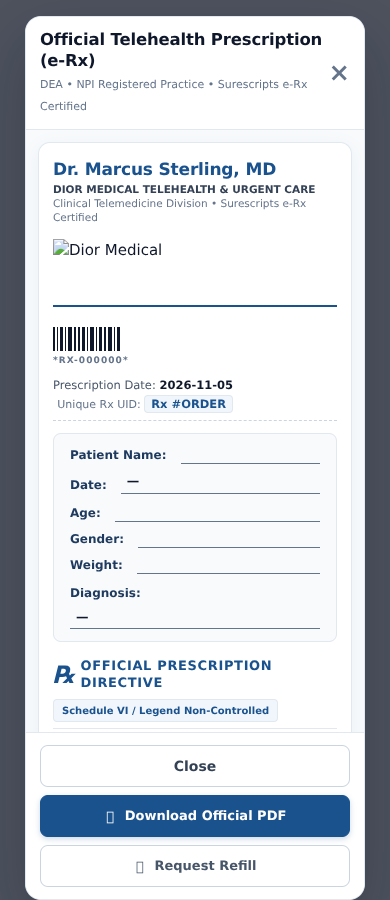 Official Telehealth Prescription
(e-Rx)
DEA • NPI Registered Practice • Surescripts e-Rx
Certified
✕
Dr. Marcus Sterling, MD
DIOR MEDICAL TELEHEALTH & URGENT CARE
Clinical Telemedicine Division • Surescripts e-Rx
Certified
Dior Medical
*RX-000000*
Prescription Date: 2026-11-05
Unique Rx UID: Rx #ORDER
Patient Name:
Date: —
Age:
Gender:
Weight:
Diagnosis:
—
℞ OFFICIAL PRESCRIPTION
DIRECTIVE
Schedule VI / Legend Non-Controlled
Close
Download Official PDF
Request Refill